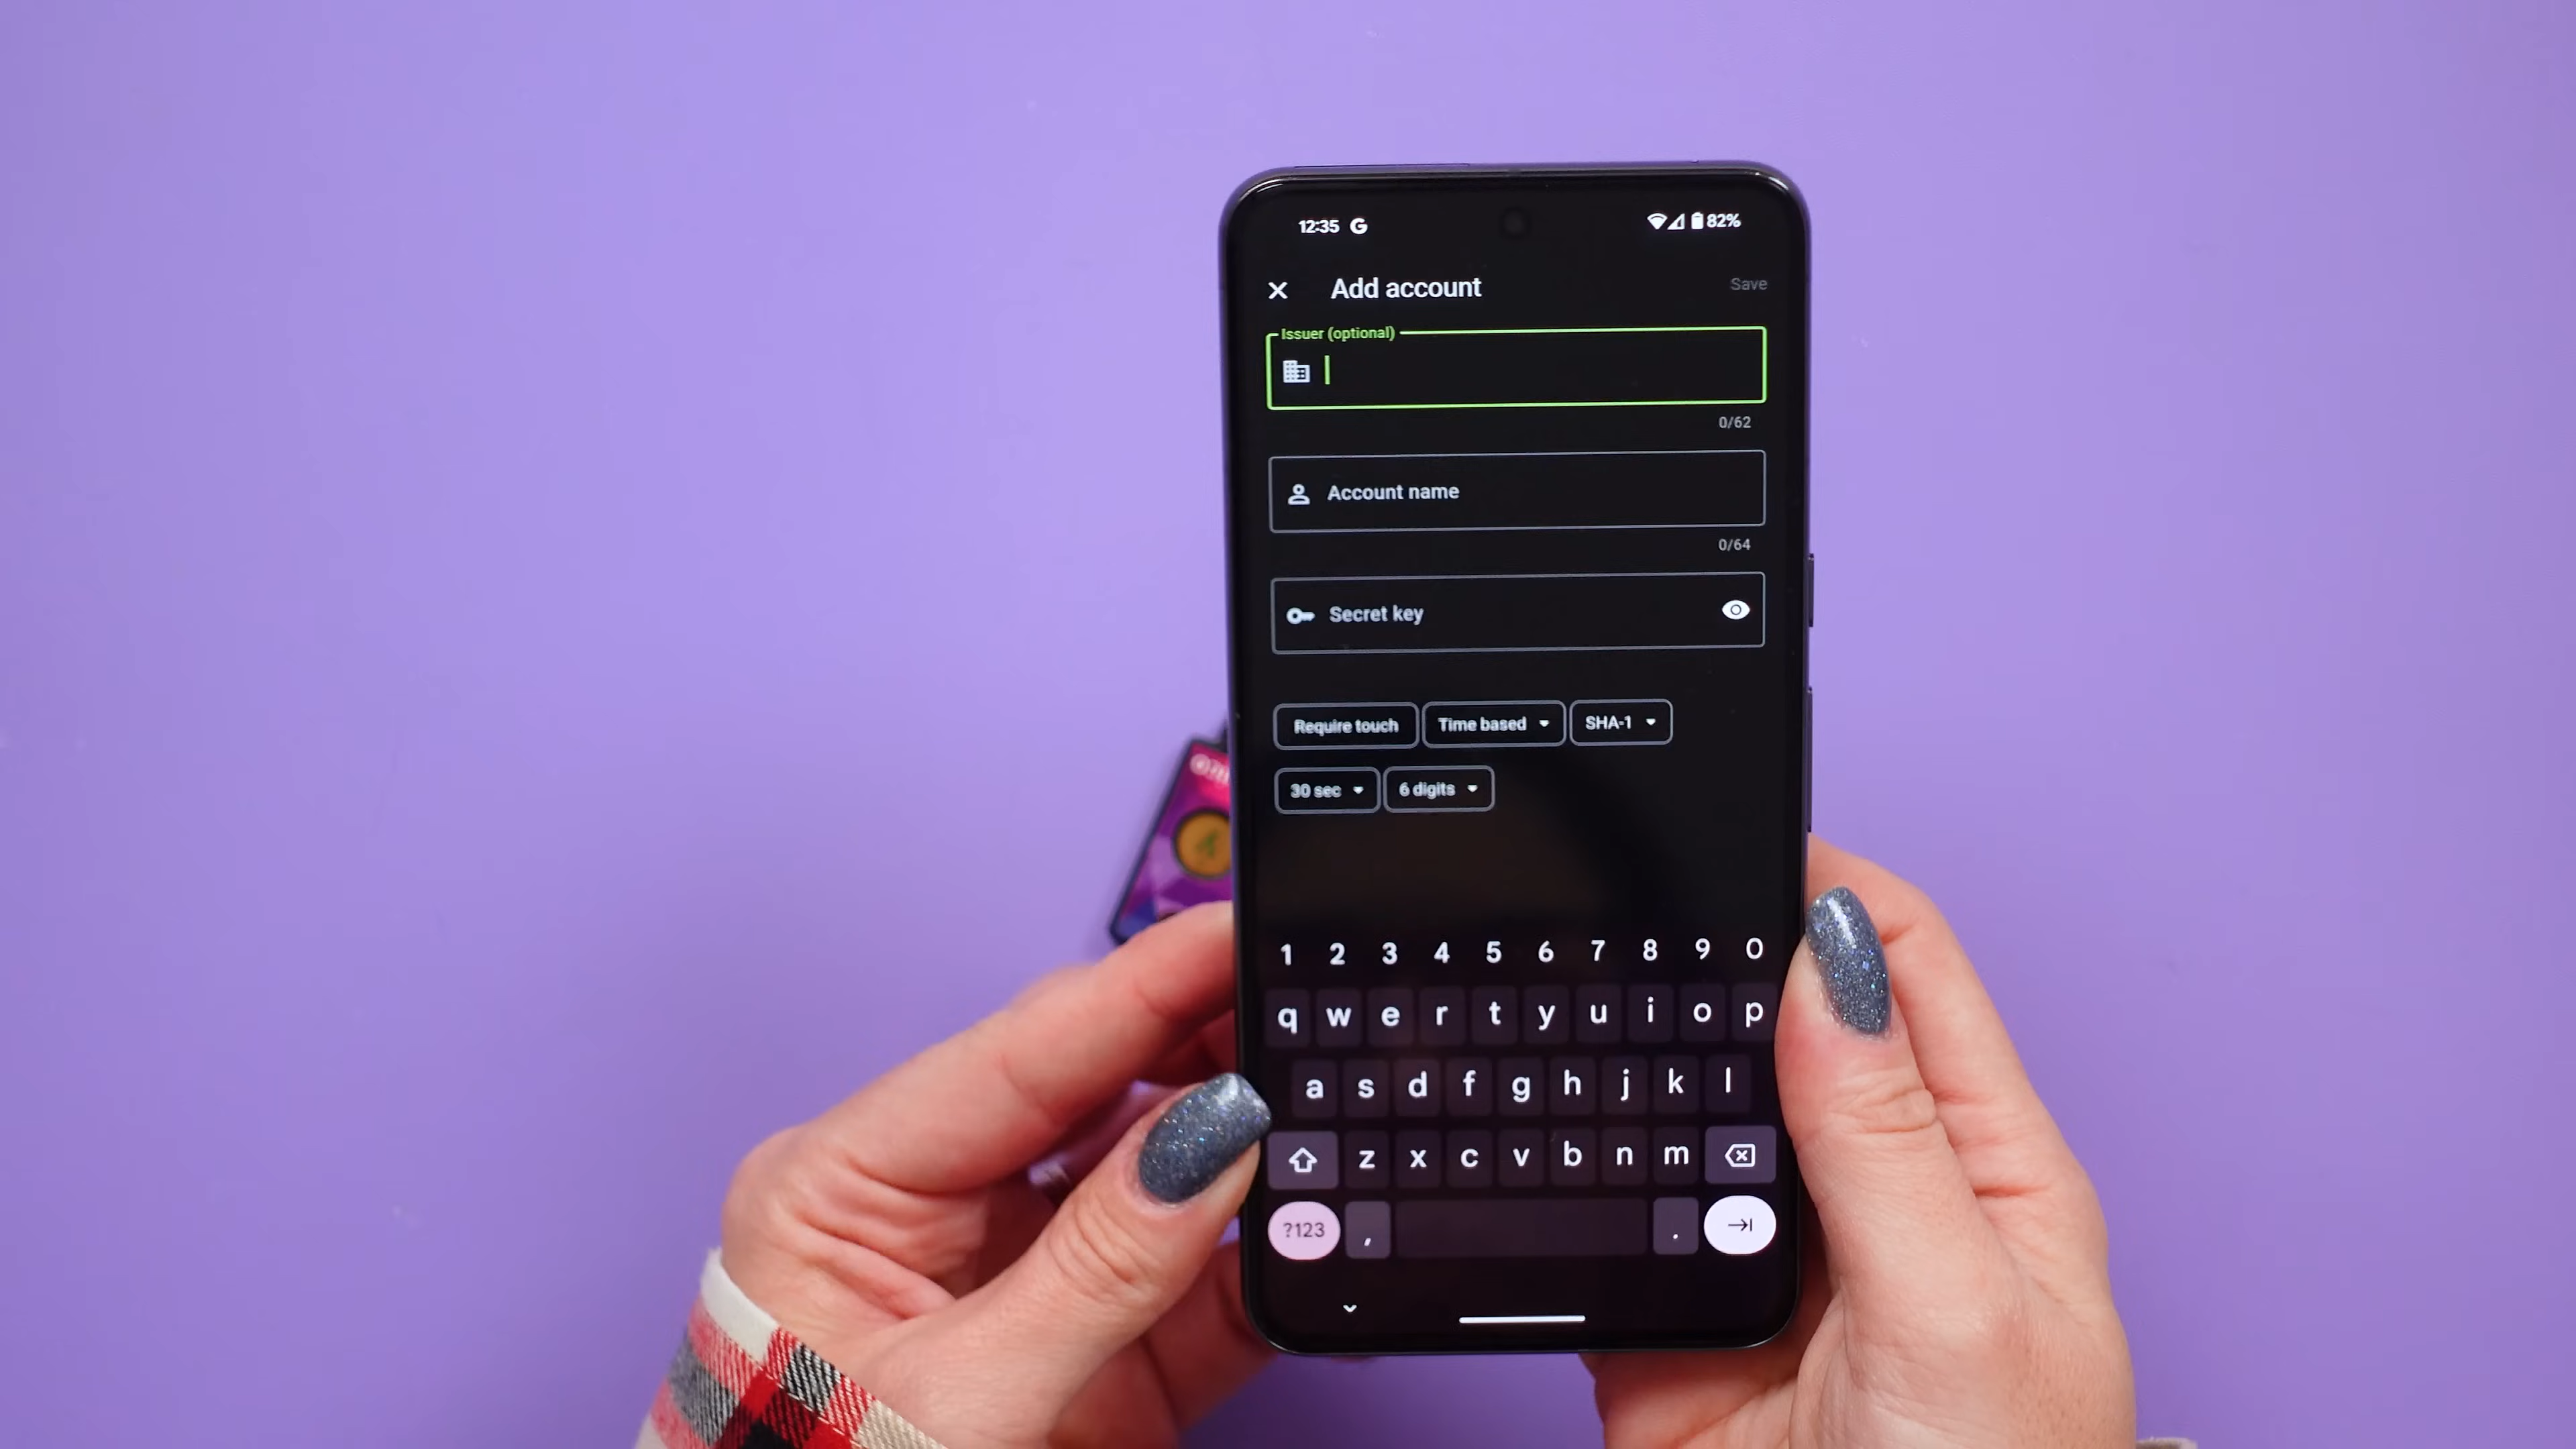 12:35 G 82%
Add account Save
Issuer (optional)
0/62
Account name
0/64
Secret key
Require touch Time based SHA-1
30 sec 6 digits
1 2 3 4 5 6 7 8 9 0
q w e r t y u i o p
a s d f g h j k l
z x c v b n m
?123 , .